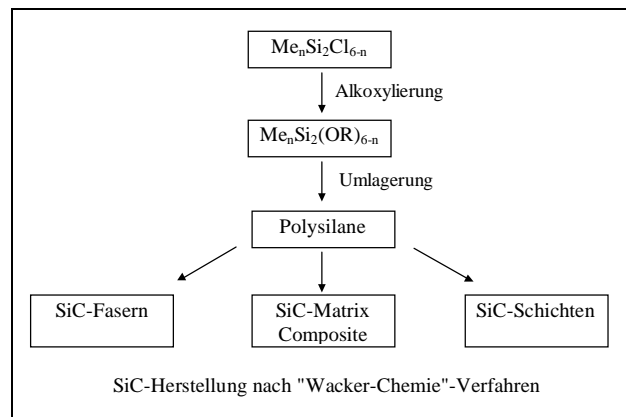 MeₙSi₂Cl₆₋ₙ
Alkoxylierung
MeₙSi₂(OR)₆₋ₙ
Umlagerung
Polysilane
SiC-Fasern
SiC-Matrix
Composite
SiC-Schichten
SiC-Herstellung nach "Wacker-Chemie"-Verfahren